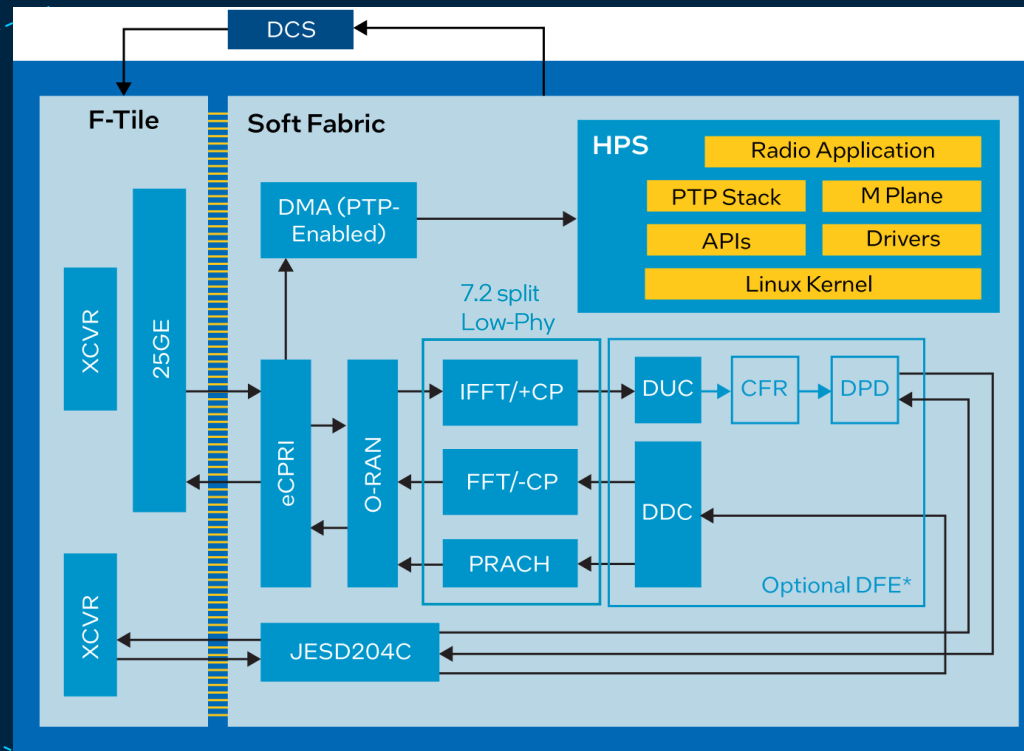 DCS
F-Tile
Soft Fabric
HPS
Radio Application
PTP Stack
M Plane
APIs
Drivers
Linux Kernel
DMA (PTP-
Enabled)
7.2 split
Low-Phy
XCVR
25GE
eCPRI
O-RAN
IFFT/+CP
DUC
CFR
DPD
FFT/-CP
DDC
PRACH
Optional DFE*
XCVR
JESD204C